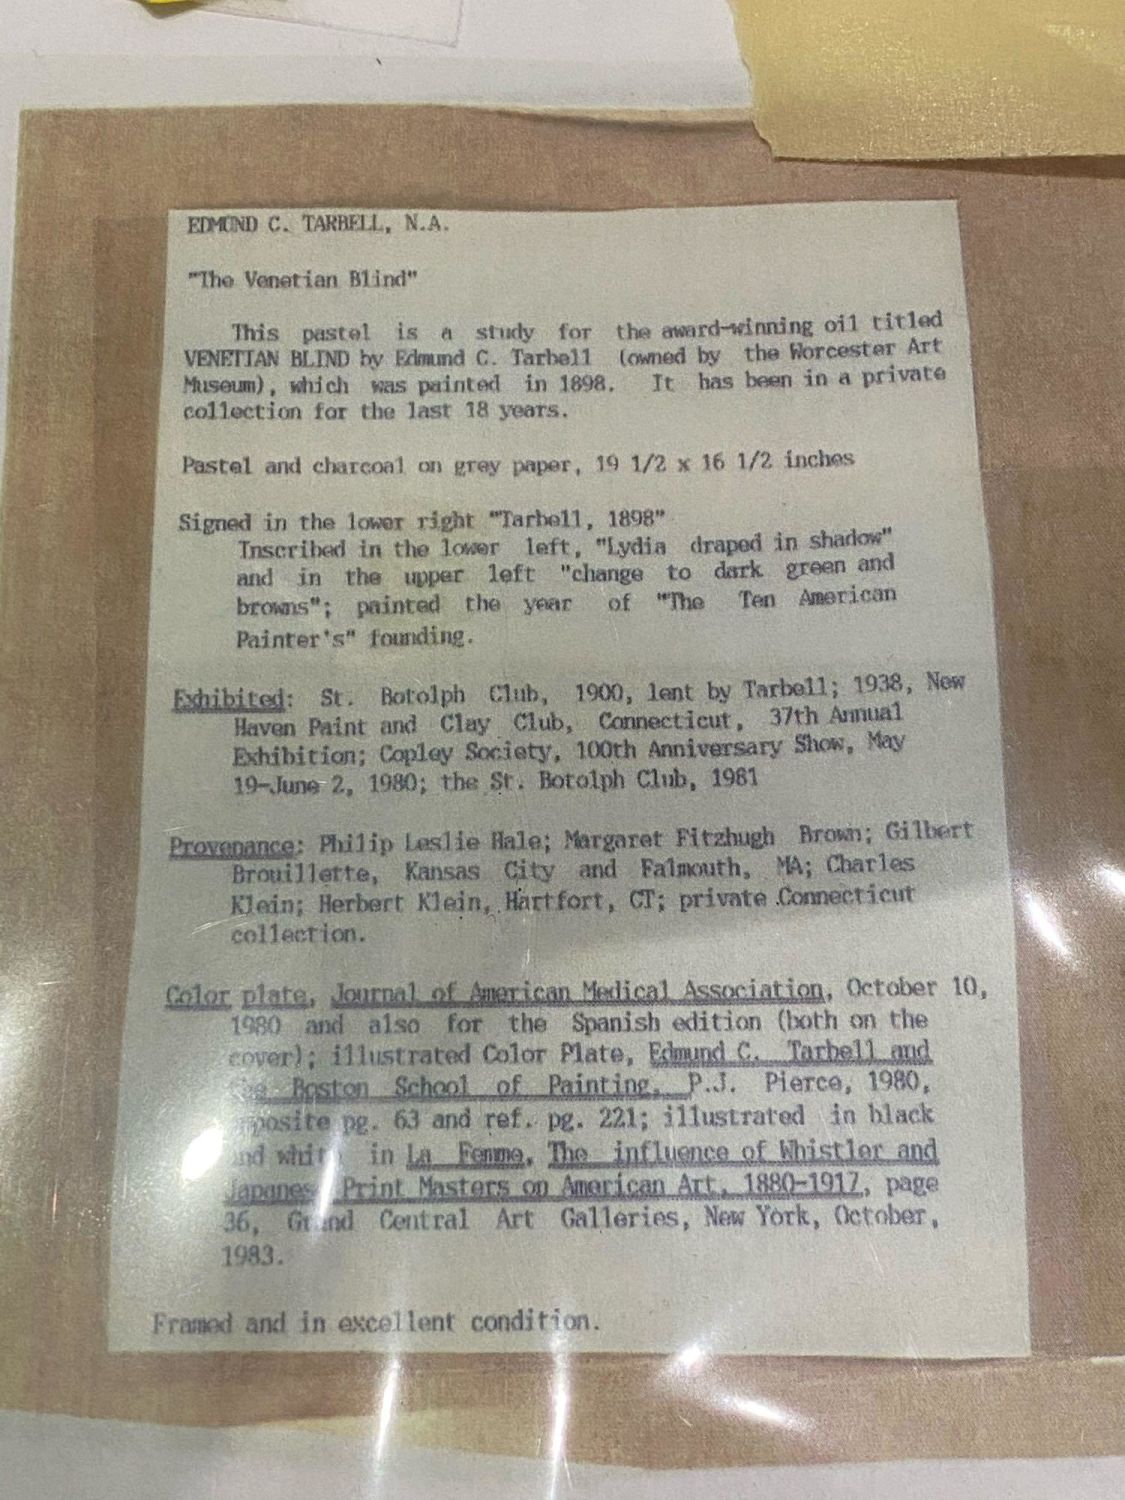 EDMUND C. TARBELL, N.A.
"The Venetian Blind"
This pastel is a study for the award-winning oil titled
VENETIAN BLIND by Edmund C. Tarbell (owned by the Worcester Art
Museum), which was painted in 1898. It has been in a private
collection for the last 18 years.
Pastel and charcoal on grey paper, 19 1/2 x 16 1/2 inches
Signed in the lower right "Tarbell, 1898"
Inscribed in the lower left, "Lydia draped in shadow"
and in the upper left "change to dark green and
browns"; painted the year of "The Ten American
Painter's" founding.
Exhibited: St. Botolph Club, 1900, lent by Tarbell; 1938, New
Haven Paint and Clay Club, Connecticut, 37th Annual
Exhibition; Copley Society, 100th Anniversary Show, May
19-June 2, 1980; the St. Botolph Club, 1981
Provenance: Philip Leslie Hale; Margaret Fitzhugh Brown; Gilbert
Brouillette, Kansas City and Falmouth, MA; Charles
Klein; Herbert Klein, Hartfort, CT; private Connecticut
collection.
Color plate, Journal of American Medical Association, October 10,
1980 and also for the Spanish edition (both on the
cover); illustrated Color Plate, Edmund C. Tarbell and
the Boston School of Painting, P.J. Pierce, 1980,
opposite pg. 63 and ref. pg. 221; illustrated in black
and white in La Femme, The influence of Whistler and
Japanese Print Masters on American Art, 1880-1917, page
36, Grand Central Art Galleries, New York, October,
1983.
Framed and in excellent condition.